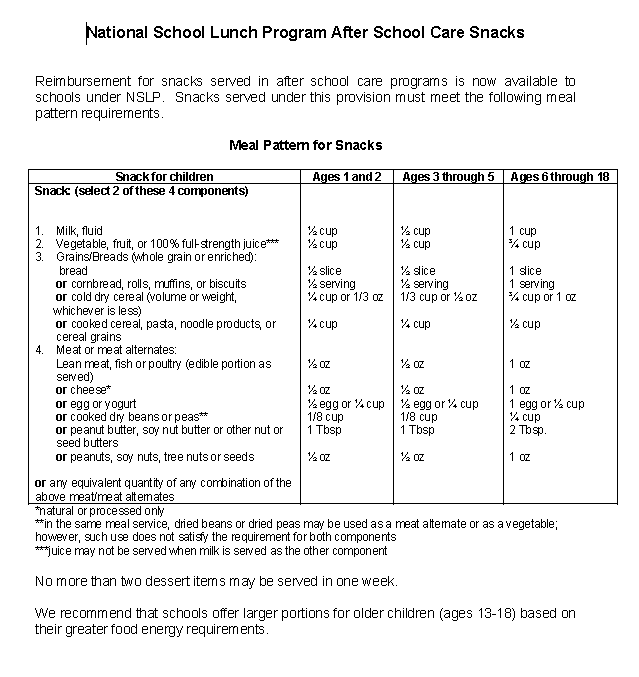 National School Lunch Program After School Care Snacks
Reimbursement for snacks served in after school care programs is now available to
schools under NSLP. Snacks served under this provision must meet the following meal
pattern requirements.
Meal Pattern for Snacks
Snack for children Ages 1 and 2 Ages 3 through 5 Ages 6 through 18
Snack: (select 2 of these 4 components)
1. Milk, fluid ½ cup ½ cup 1 cup
2. Vegetable, fruit, or 100% full-strength juice*** ½ cup ½ cup ¾ cup
3. Grains/Breads (whole grain or enriched):
bread ½ slice ½ slice 1 slice
or cornbread, rolls, muffins, or biscuits ½ serving ½ serving 1 serving
or cold dry cereal (volume or weight, ¼ cup or 1/3 oz 1/3 cup or ½ oz ¾ cup or 1 oz
whichever is less)
or cooked cereal, pasta, noodle products, or ¼ cup ¼ cup ½ cup
cereal grains
4. Meat or meat alternates:
Lean meat, fish or poultry (edible portion as ½ oz ½ oz 1 oz
served)
or cheese* ½ oz ½ oz 1 oz
or egg or yogurt ½ egg or ¼ cup ½ egg or ¼ cup 1 egg or ½ cup
or cooked dry beans or peas** 1/8 cup 1/8 cup ¼ cup
or peanut butter, soy nut butter or other nut or 1 Tbsp 1 Tbsp 2 Tbsp.
seed butters
or peanuts, soy nuts, tree nuts or seeds ½ oz ½ oz 1 oz
or any equivalent quantity of any combination of the
above meat/meat alternates
*natural or processed only
**in the same meal service, dried beans or dried peas may be used as a meat alternate or as a vegetable;
however, such use does not satisfy the requirement for both components
***juice may not be served when milk is served as the other component
No more than two dessert items may be served in one week.
We recommend that schools offer larger portions for older children (ages 13-18) based on
their greater food energy requirements.